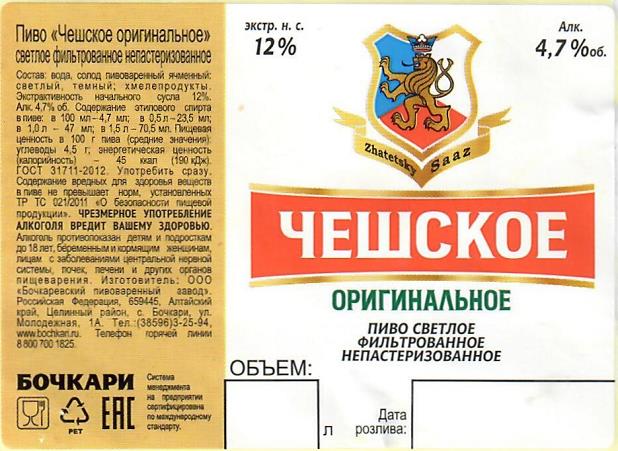 Пиво «Чешское оригинальное»
светлое фильтрованное непастеризованное
Состав: вода, солод пивоваренный ячменный:
светлый, темный; хмелепродукты.
Экстрактивность начального сусла 12%.
Алк. 4,7% об. Содержание этилового спирта
в пиве: в 100 мл – 4,7 мл; в 0,5 л – 23,5 мл;
в 1,0 л – 47 мл; в 1,5 л – 70,5 мл. Пищевая
ценность в 100 г пива (средние значения):
углеводы 4,5 г; энергетическая ценность
(калорийность) – 45 ккал (190 кДж).
ГОСТ 31711-2012. Употребить сразу.
Содержание вредных для здоровья веществ
в пиве не превышает норм, установленных
ТР ТС 021/2011 «О безопасности пищевой
продукции». ЧРЕЗМЕРНОЕ УПОТРЕБЛЕНИЕ
АЛКОГОЛЯ ВРЕДИТ ВАШЕМУ ЗДОРОВЬЮ.
Алкоголь противопоказан детям и подросткам
до 18 лет, беременным и кормящим женщинам,
лицам с заболеваниями центральной нервной
системы, почек, печени и других органов
пищеварения. Изготовитель: ООО
«Бочкаревский пивоваренный завод».
Российская Федерация, 659445, Алтайский
край, Целинный район, с. Бочкари, ул.
Молодежная, 1А. Тел.:(38596)3-25-94,
www.bochkari.ru. Телефон горячей линии
8 800 700 1825.
БОЧКАРИ
PET
ЕАС
Система
менеджмента
на предприятии
сертифицирована
по международному
стандарту.
экстр. н. с.
12%
Алк.
4,7%об.
Zhatetsky Saaz
ЧЕШСКОЕ
ОРИГИНАЛЬНОЕ
ПИВО СВЕТЛОЕ
ФИЛЬТРОВАННОЕ
НЕПАСТЕРИЗОВАННОЕ
ОБЪЕМ:
л
Дата
розлива: